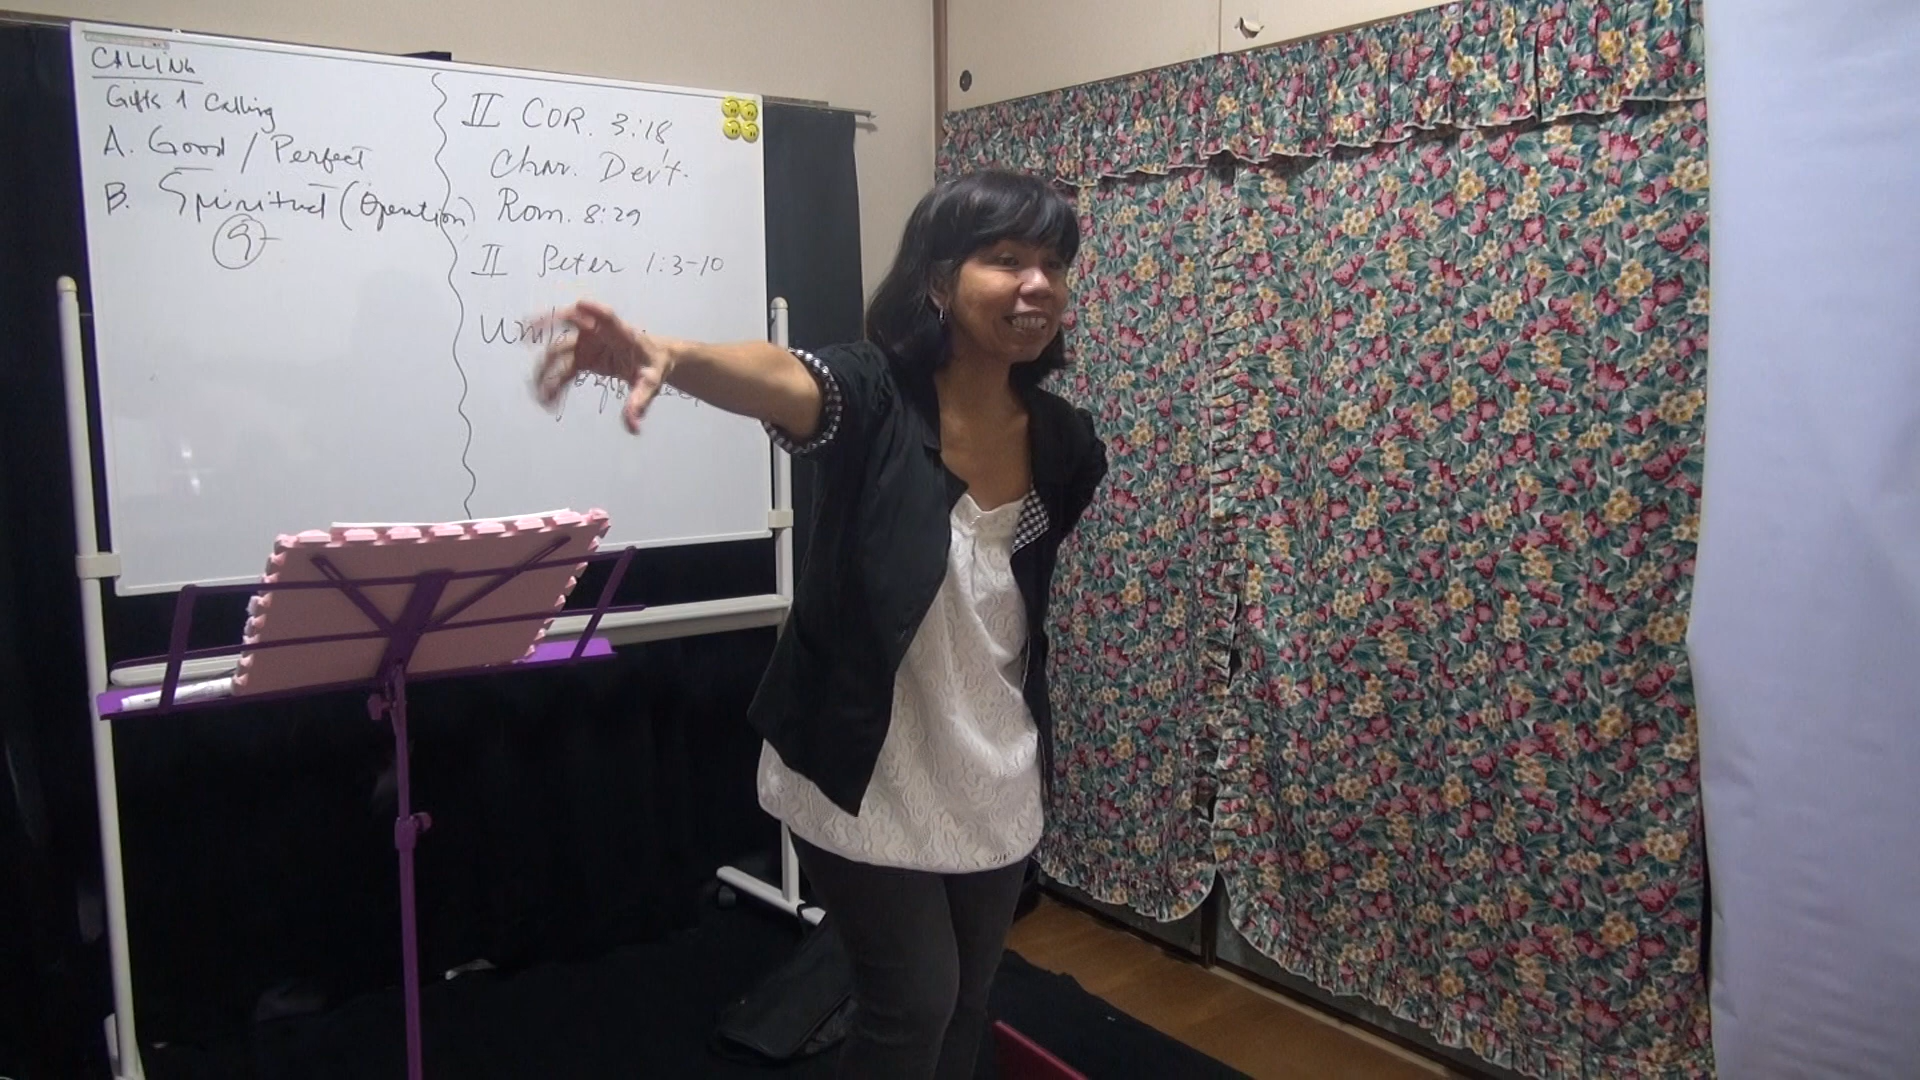 CALLING
Gifts & Calling
A. Good / Perfect
B. Spiritual (Operation)
9
II COR. 3:18
Char. Dev't.
Rom. 8:29
II Peter 1:3-10